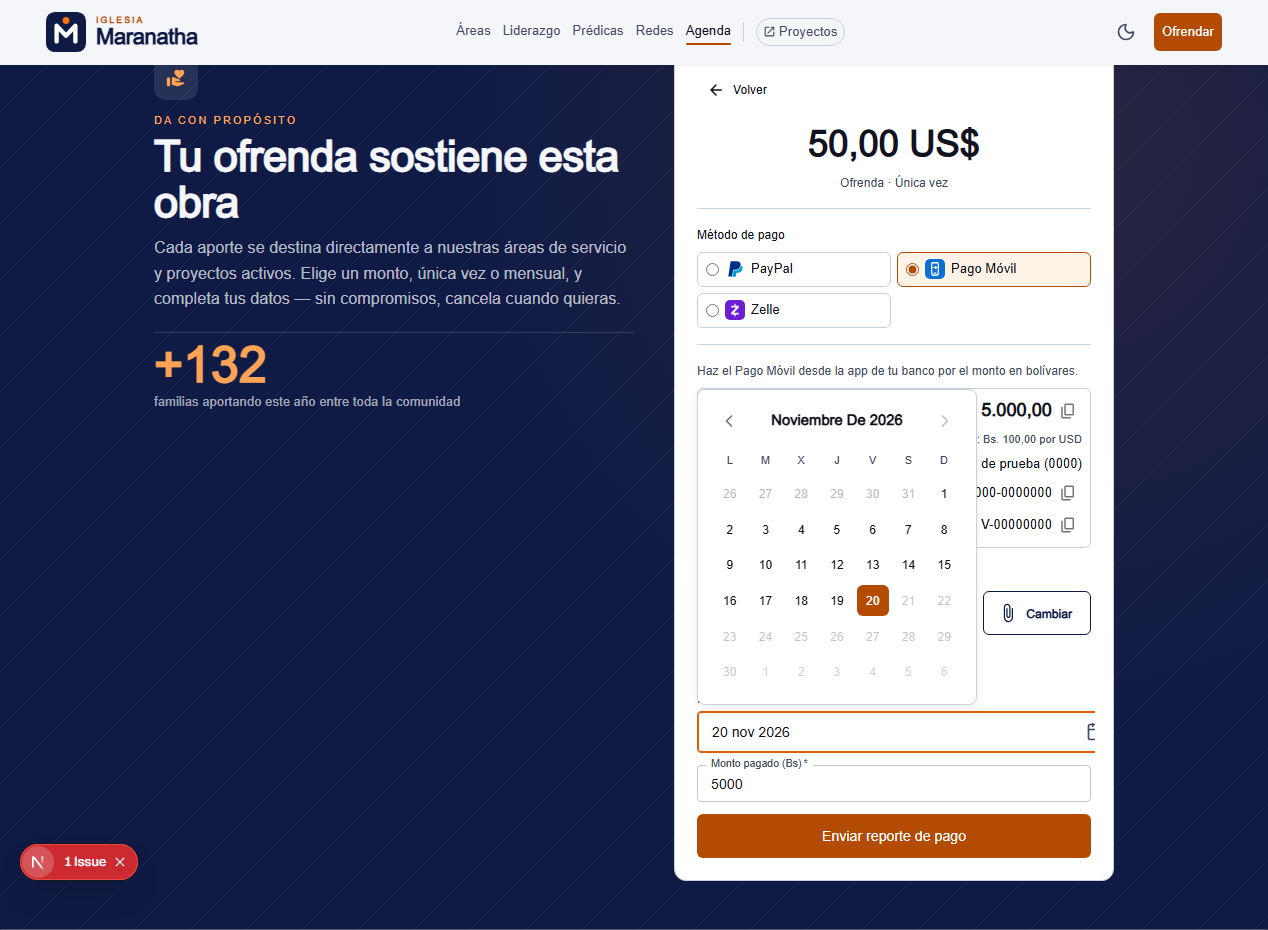 IGLESIA
Maranatha
Áreas Liderazgo Prédicas Redes Agenda Proyectos
Ofrendar
DA CON PROPÓSITO
Tu ofrenda sostiene esta
obra
Cada aporte se destina directamente a nuestras áreas de servicio
y proyectos activos. Elige un monto, única vez o mensual, y
completa tus datos — sin compromisos, cancela cuando quieras.
+132
familias aportando este año entre toda la comunidad
Volver
50,00 US$
Ofrenda · Única vez
Método de pago
PayPal
Pago Móvil
Zelle
Haz el Pago Móvil desde la app de tu banco por el monto en bolívares.
5.000,00
: Bs. 100,00 por USD
de prueba (0000)
000-0000000
V-00000000
Cambiar
Noviembre De 2026
L M X J V S D
26 27 28 29 30 31 1
2 3 4 5 6 7 8
9 10 11 12 13 14 15
16 17 18 19 20 21 22
23 24 25 26 27 28 29
30 1 2 3 4 5 6
20 nov 2026
Monto pagado (Bs) *
5000
Enviar reporte de pago
N 1 Issue